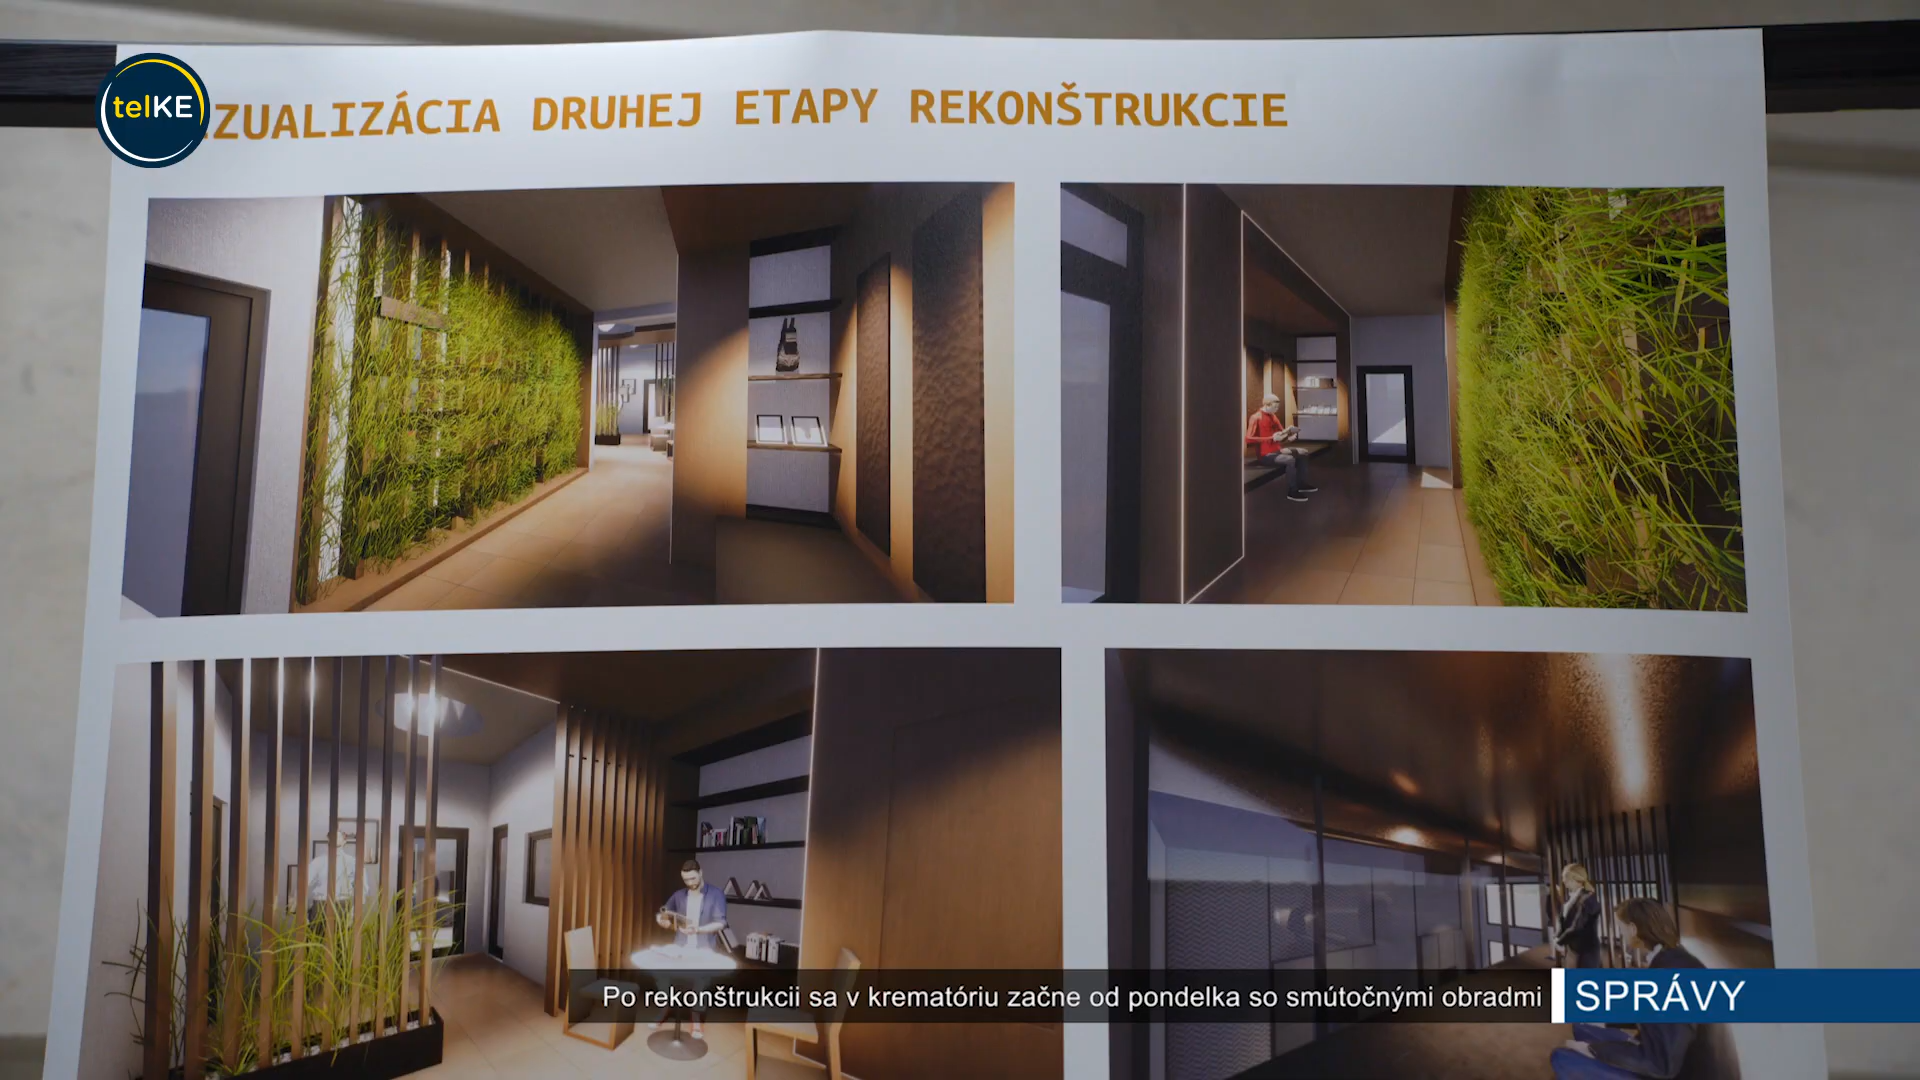 telKE
ZUALIZÁCIA DRUHEJ ETAPY REKONŠTRUKCIE
Po rekonštrukcii sa v krematóriu začne od pondelka so smútočnými obradmi
SPRÁVY